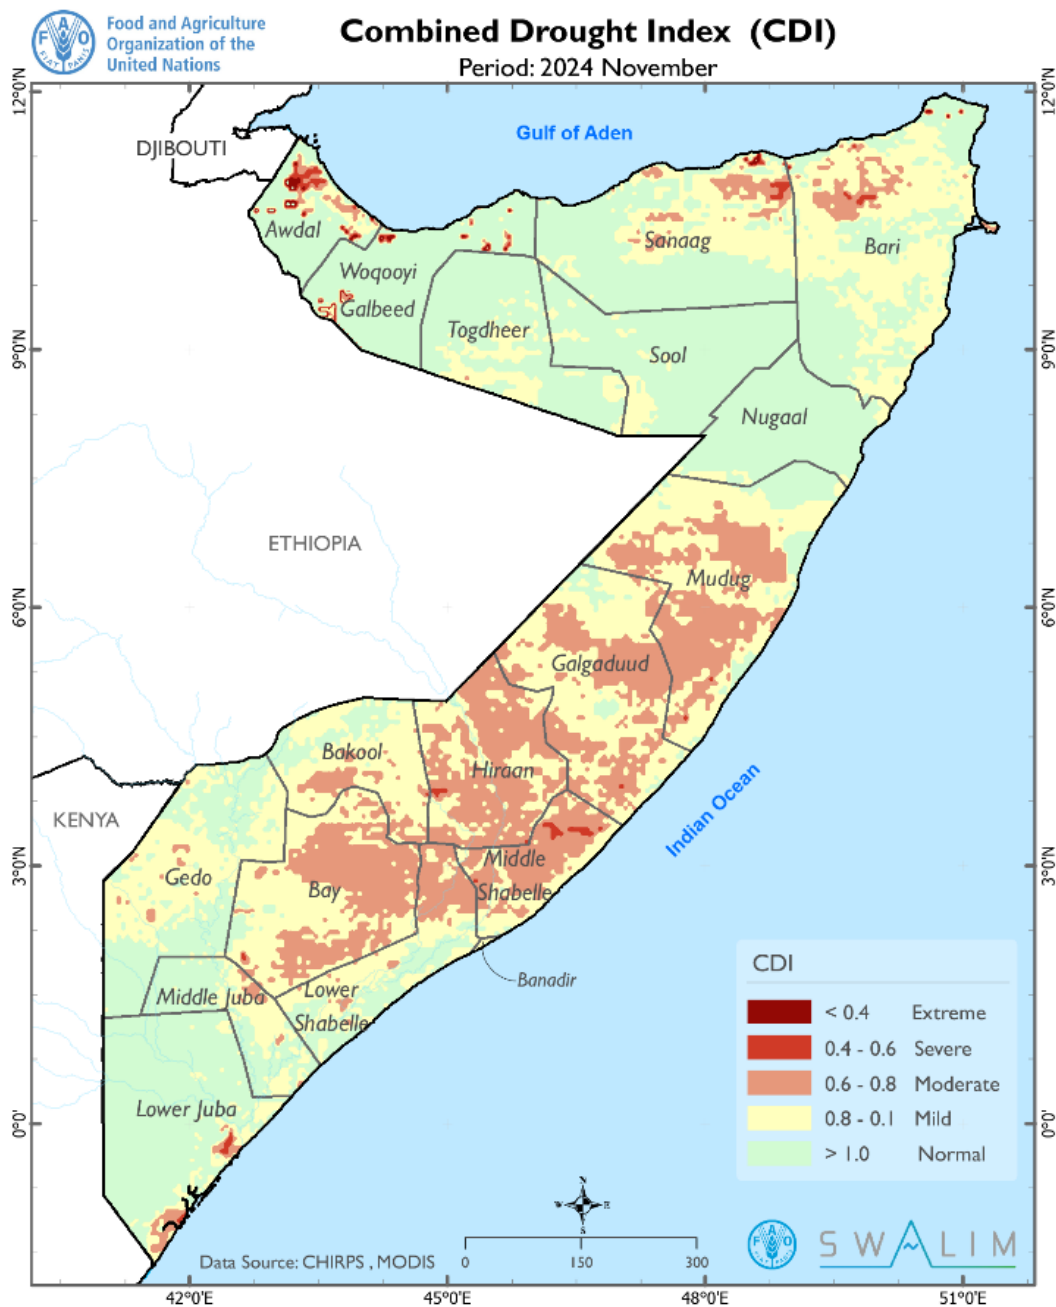 Food and Agriculture
Organization of the
United Nations
F A O
FIAT PANIS
Combined Drought Index (CDI)
Period: 2024 November
12°0'N
12°0'N
Gulf of Aden
DJIBOUTI
Awdal
Sanaag
Bari
Woqooyi
Galbeed
Togdheer
9°0'N
9°0'N
Sool
Nugaal
ETHIOPIA
Mudug
6°0'N
6°0'N
Galgaduud
Bakool
Hiraan
Indian Ocean
KENYA
Middle
Shabelle
3°0'N
3°0'N
Gedo
Bay
Banadir
Middle Juba
Lower
Shabelle
Lower Juba
0°0'
0°0'
CDI
< 0.4 Extreme
0.4 - 0.6 Severe
0.6 - 0.8 Moderate
0.8 - 0.1 Mild
> 1.0 Normal
N
W E
S
Data Source: CHIRPS , MODIS
0 150 300
F A O
SWALIM
42°0'E 45°0'E 48°0'E 51°0'E